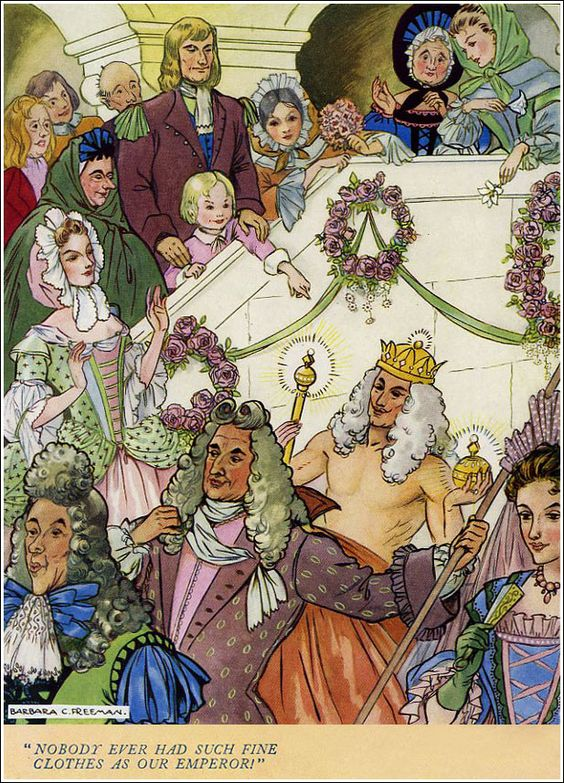 BARBARA C. FREEMAN.
"NOBODY EVER HAD SUCH FINE
CLOTHES AS OUR EMPEROR!"